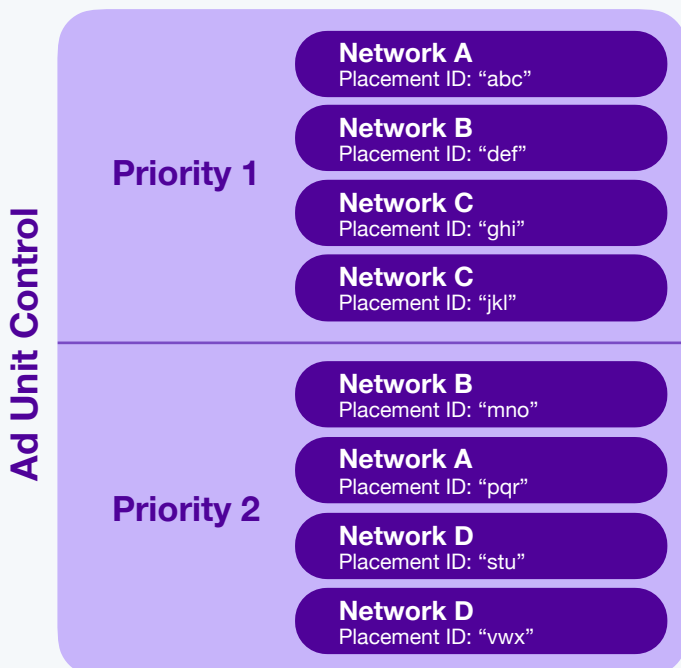 Ad Unit Control
Priority 1
Network A
Placement ID: “abc”
Network B
Placement ID: “def”
Network C
Placement ID: “ghi”
Network C
Placement ID: “jkl”
Priority 2
Network B
Placement ID: “mno”
Network A
Placement ID: “pqr”
Network D
Placement ID: “stu”
Network D
Placement ID: “vwx”